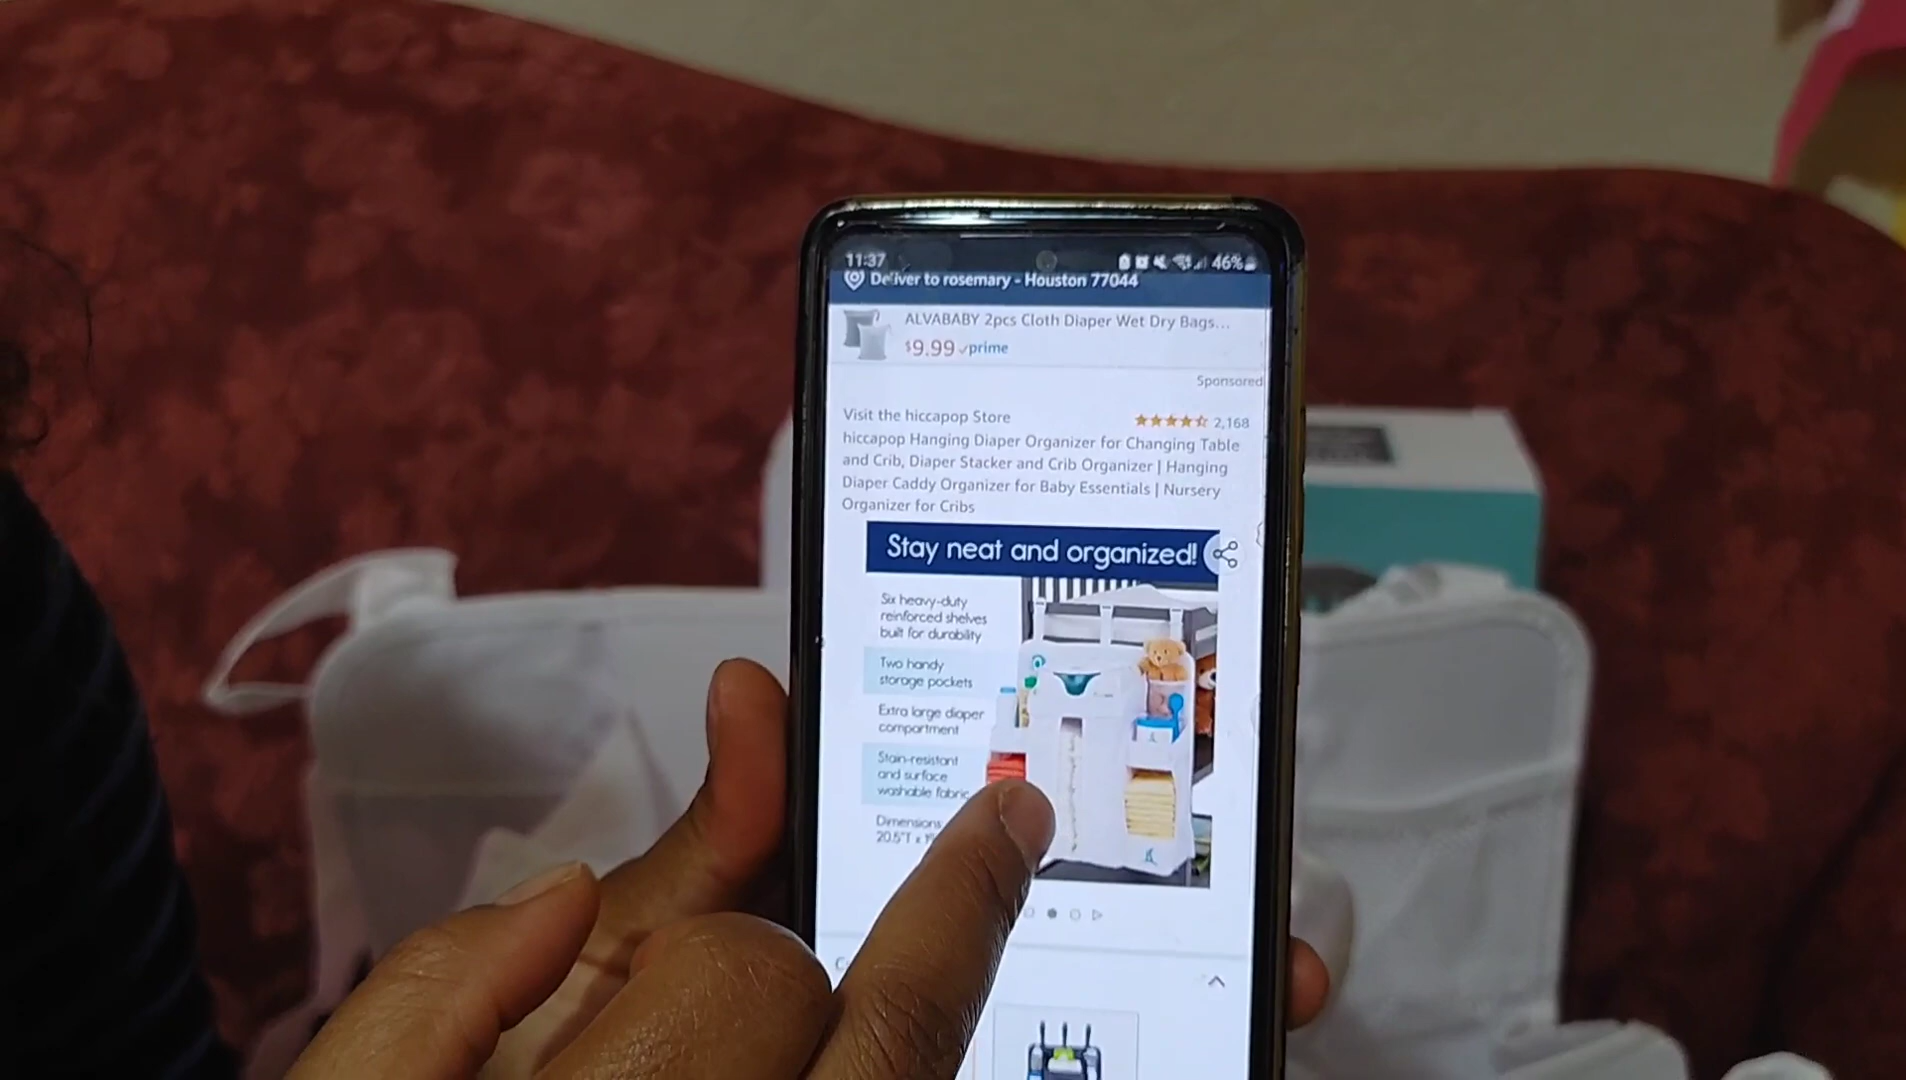 11:37
46%
Deliver to rosemary - Houston 77044
ALVABABY 2pcs Cloth Diaper Wet Dry Bags...
$9.99 prime
Sponsored
Visit the hiccapop Store
2,168
hiccapop Hanging Diaper Organizer for Changing Table
and Crib, Diaper Stacker and Crib Organizer | Hanging
Diaper Caddy Organizer for Baby Essentials | Nursery
Organizer for Cribs
Stay neat and organized!
Six heavy-duty
reinforced shelves
built for durability
Two handy
storage pockets
Extra large diaper
compartment
Stain-resistant
and surface
washable fabric
Dimensions
20.5"T x